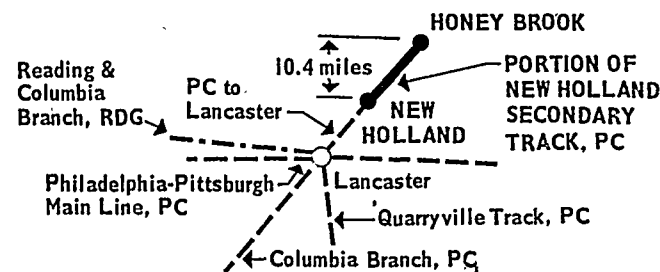 HONEY BROOK
10.4 miles
PORTION OF
NEW HOLLAND
SECONDARY
TRACK, PC
Reading &
Columbia
Branch, RDG
PC to
Lancaster
NEW
HOLLAND
Philadelphia-Pittsburgh
Main Line, PC
Lancaster
Quarryville Track, PC
Columbia Branch, PC